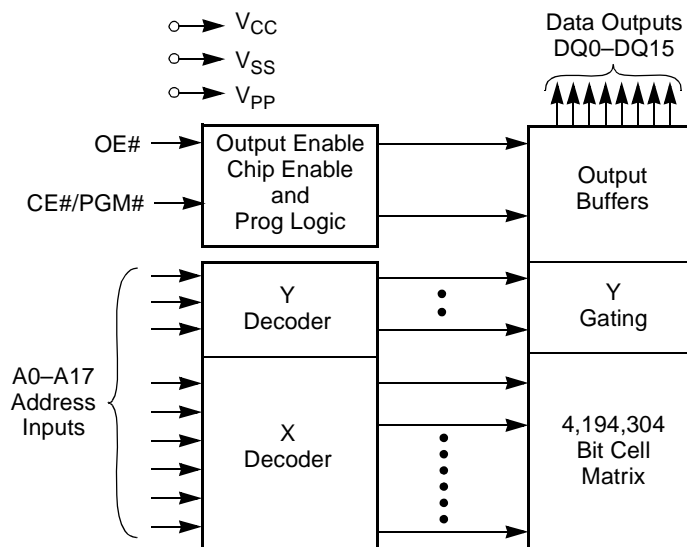 V_CC
V_SS
V_PP
Data Outputs
DQ0–DQ15
OE#
CE#/PGM#
Output Enable
Chip Enable
and
Prog Logic
Output
Buffers
A0–A17
Address
Inputs
Y
Decoder
Y
Gating
X
Decoder
4,194,304
Bit Cell
Matrix